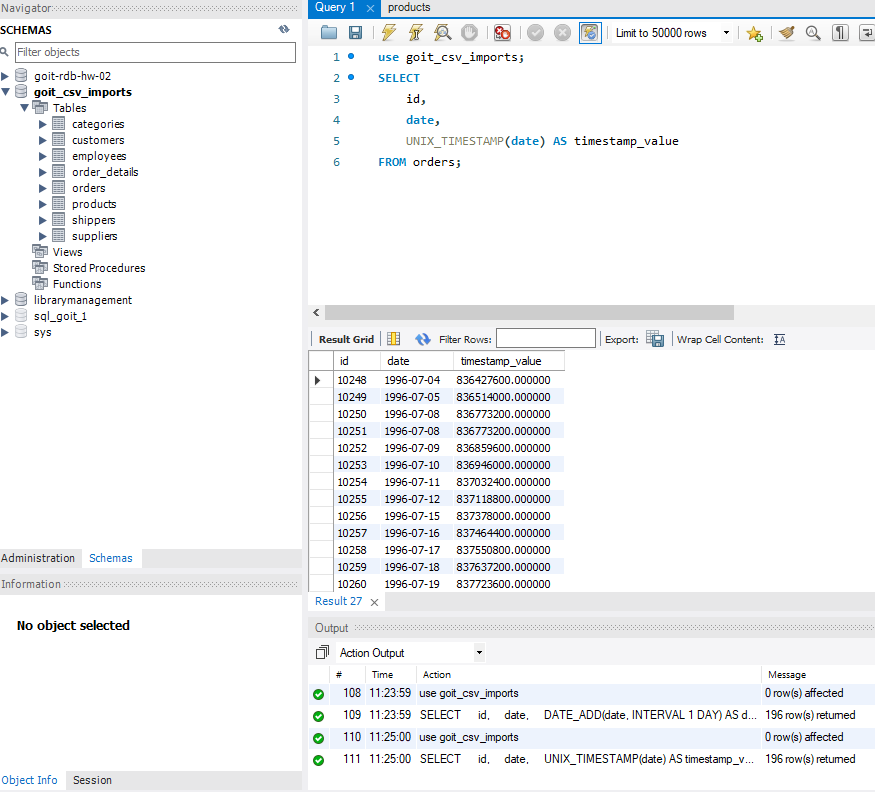 Navigator
SCHEMAS
Filter objects
goit-rdb-hw-02
goit_csv_imports
Tables
categories
customers
employees
order_details
orders
products
shippers
suppliers
Views
Stored Procedures
Functions
librarymanagement
sql_goit_1
sys
Administration Schemas
Information
No object selected
Object Info Session
Query 1 products
Limit to 50000 rows
1 use goit_csv_imports;
2 SELECT
3 id,
4 date,
5 UNIX_TIMESTAMP(date) AS timestamp_value
6 FROM orders;
Result Grid Filter Rows: Export: Wrap Cell Content:
id date timestamp_value
10248 1996-07-04 836427600.000000
10249 1996-07-05 836514000.000000
10250 1996-07-08 836773200.000000
10251 1996-07-08 836773200.000000
10252 1996-07-09 836859600.000000
10253 1996-07-10 836946000.000000
10254 1996-07-11 837032400.000000
10255 1996-07-12 837118800.000000
10256 1996-07-15 837378000.000000
10257 1996-07-16 837464400.000000
10258 1996-07-17 837550800.000000
10259 1996-07-18 837637200.000000
10260 1996-07-19 837723600.000000
Result 27
Output
Action Output
# Time Action Message
108 11:23:59 use goit_csv_imports 0 row(s) affected
109 11:23:59 SELECT id, date, DATE_ADD(date, INTERVAL 1 DAY) AS d... 196 row(s) returned
110 11:25:00 use goit_csv_imports 0 row(s) affected
111 11:25:00 SELECT id, date, UNIX_TIMESTAMP(date) AS timestamp_v... 196 row(s) returned